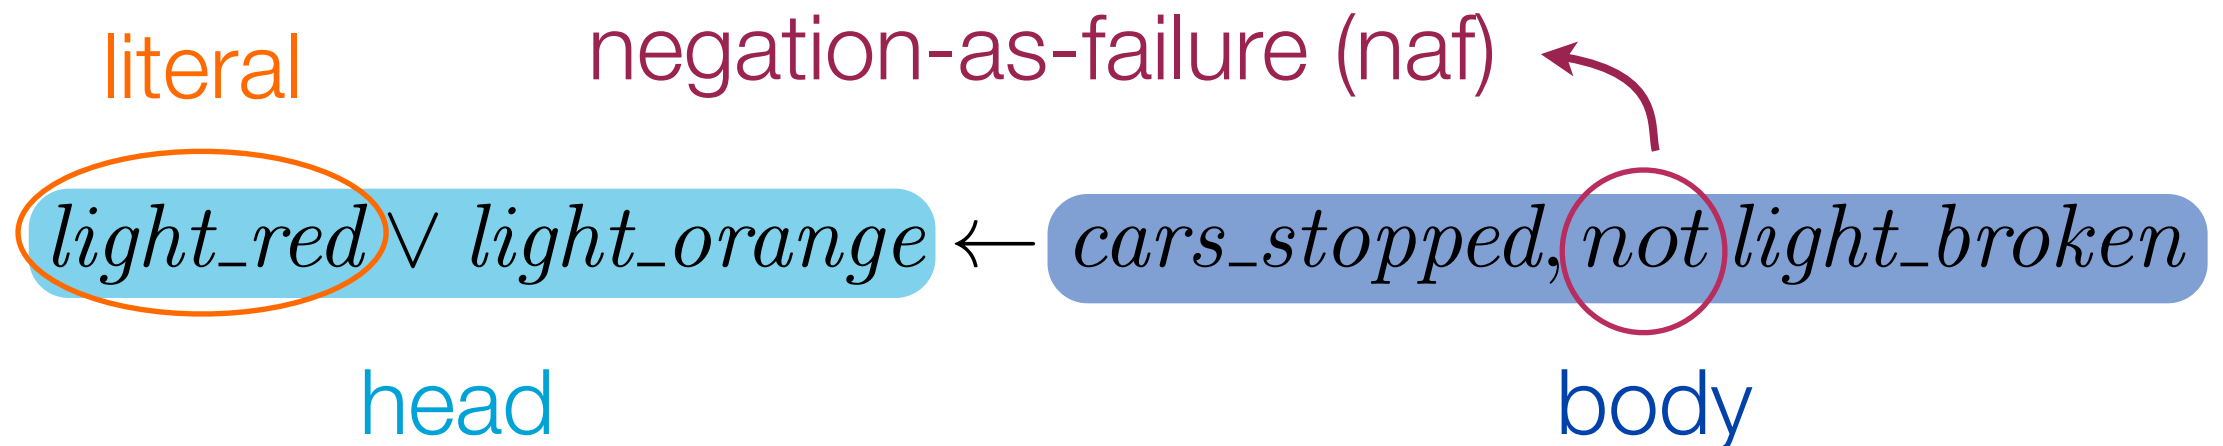 literal negation-as-failure (naf)
light_red ∨ light_orange ← cars_stopped, not light_broken
head body